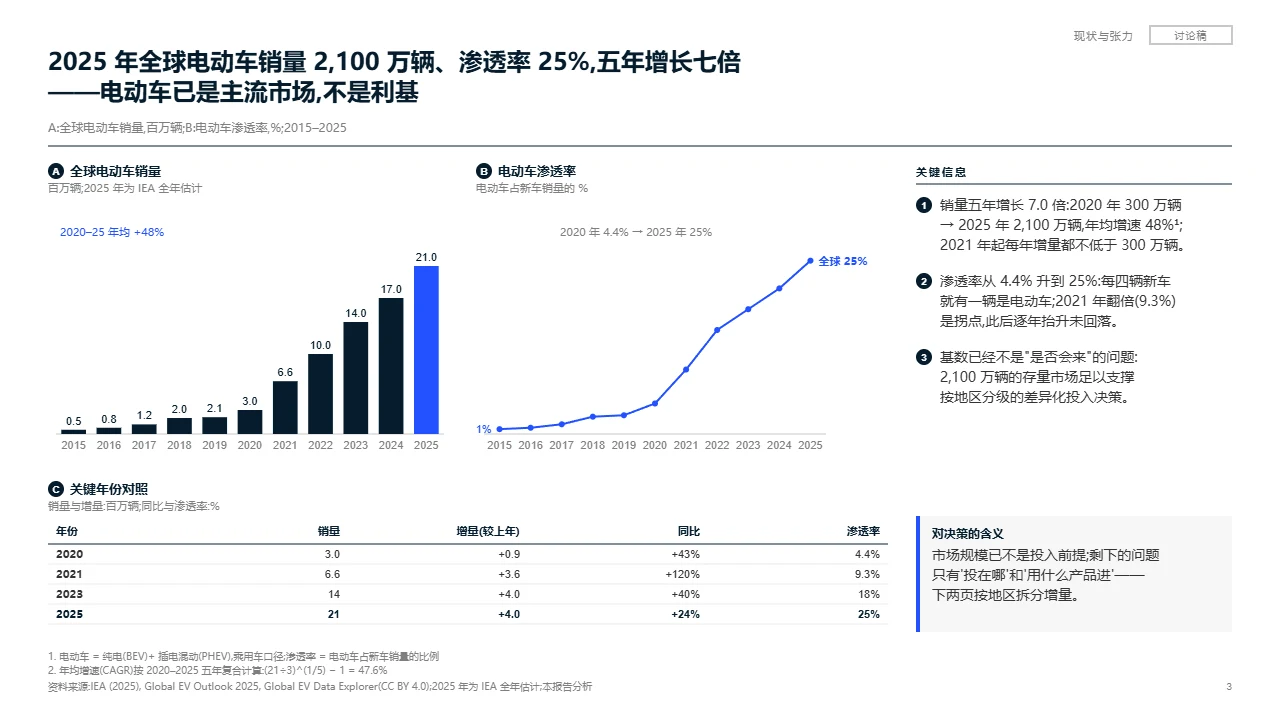 现状与张力
讨论稿
2025 年全球电动车销量 2,100 万辆、渗透率 25%,五年增长七倍
——电动车已是主流市场,不是利基
A:全球电动车销量,百万辆;B:电动车渗透率,%;2015–2025
A 全球电动车销量
百万辆;2025 年为 IEA 全年估计
2020–25 年均 +48%
0.5 0.8 1.2 2.0 2.1 3.0 6.6 10.0 14.0 17.0 21.0
2015 2016 2017 2018 2019 2020 2021 2022 2023 2024 2025
B 电动车渗透率
电动车占新车销量的 %
2020 年 4.4% → 2025 年 25%
全球 25%
1%
2015 2016 2017 2018 2019 2020 2021 2022 2023 2024 2025
关键信息
1 销量五年增长 7.0 倍:2020 年 300 万辆
→ 2025 年 2,100 万辆,年均增速 48%¹;
2021 年起每年增量都不低于 300 万辆。
2 渗透率从 4.4% 升到 25%:每四辆新车
就有一辆是电动车;2021 年翻倍(9.3%)
是拐点,此后逐年抬升未回落。
3 基数已经不是"是否会来"的问题:
2,100 万辆的存量市场足以支撑
按地区分级的差异化投入决策。
C 关键年份对照
销量与增量:百万辆;同比与渗透率:%
年份 销量 增量(较上年) 同比 渗透率
2020 3.0 +0.9 +43% 4.4%
2021 6.6 +3.6 +120% 9.3%
2023 14 +4.0 +40% 18%
2025 21 +4.0 +24% 25%
对决策的含义
市场规模已不是投入前提;剩下的问题
只有'投在哪'和'用什么产品进'——
下两页按地区拆分增量。
1. 电动车 = 纯电(BEV)+ 插电混动(PHEV),乘用车口径;渗透率 = 电动车占新车销量的比例
2. 年均增速(CAGR)按 2020–2025 五年复合计算:(21÷3)^(1/5) − 1 = 47.6%
资料来源:IEA (2025), Global EV Outlook 2025, Global EV Data Explorer(CC BY 4.0);2025 年为 IEA 全年估计;本报告分析
3